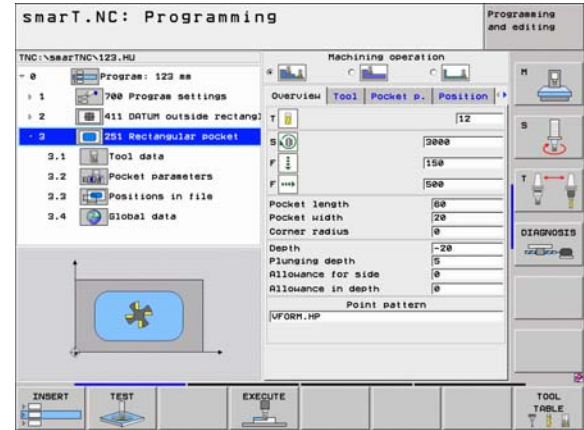 smarT.NC: Programming
Programming and editing
TNC:\smarTNC\123.HU
Machining operation
0 Program: 123 mm
1 700 Program settings
2 411 DATUM outside rectangl
3 251 Rectangular pocket
3.1 Tool data
3.2 Pocket parameters
3.3 Positions in file
3.4 Global data
Overview Tool Pocket p. Position
T 12
S 3000
F 150
F 500
Pocket length 60
Pocket width 20
Corner radius 0
Depth -20
Plunging depth 5
Allowance for side 0
Allowance in depth 0
Point pattern
VFORM.HP
M
S
T
DIAGNOSIS
INSERT
TEST
EXECUTE
TOOL TABLE